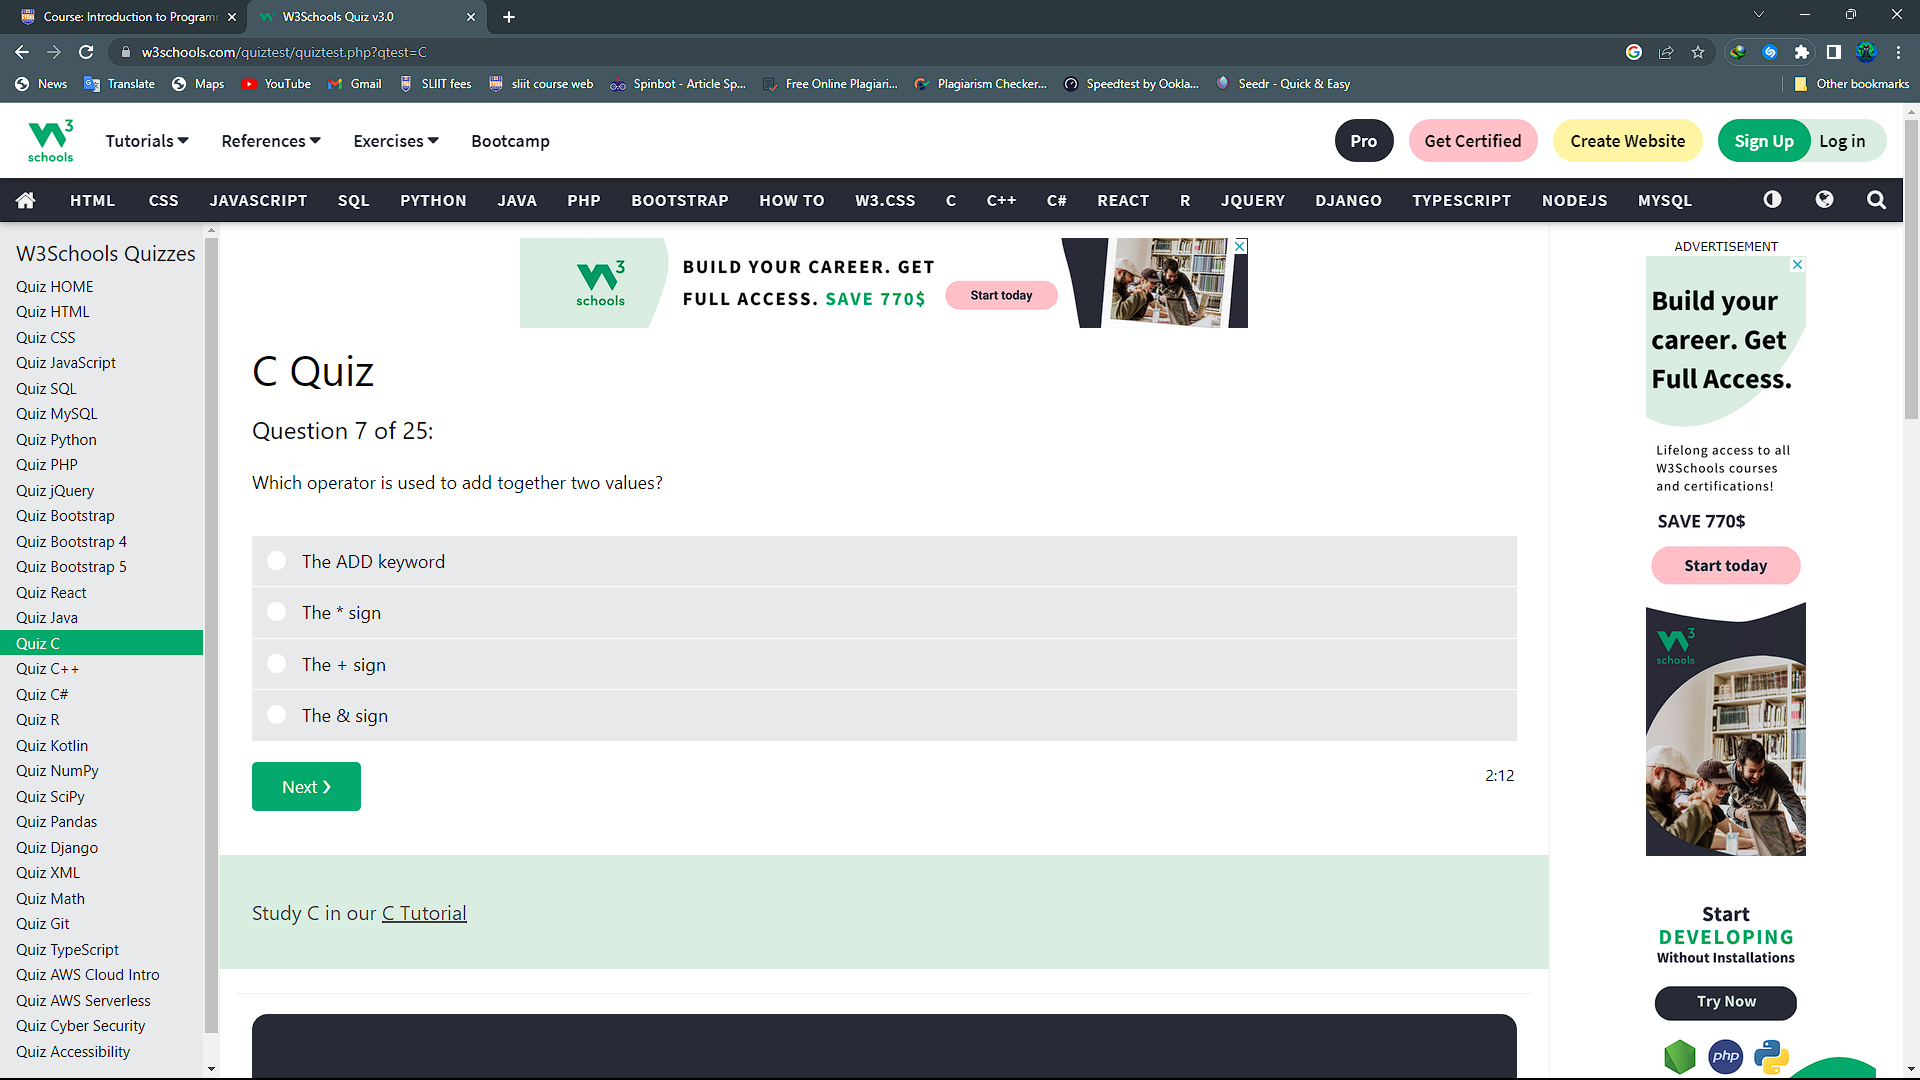 Course: Introduction to Programm
W3Schools Quiz v3.0
w3schools.com/quiztest/quiztest.php?qtest=C
News
Translate
Maps
YouTube
Gmail
SLIIT fees
sliit course web
Spinbot - Article Sp...
Free Online Plagiari...
Plagiarism Checker...
Speedtest by Ookla...
Seedr - Quick & Easy
Other bookmarks
W3
schools
Tutorials
References
Exercises
Bootcamp
Pro
Get Certified
Create Website
Sign Up
Log in
HTML
CSS
JAVASCRIPT
SQL
PYTHON
JAVA
PHP
BOOTSTRAP
HOW TO
W3.CSS
C
C++
C#
REACT
R
JQUERY
DJANGO
TYPESCRIPT
NODEJS
MYSQL
W3Schools Quizzes
Quiz HOME
Quiz HTML
Quiz CSS
Quiz JavaScript
Quiz SQL
Quiz MySQL
Quiz Python
Quiz PHP
Quiz jQuery
Quiz Bootstrap
Quiz Bootstrap 4
Quiz Bootstrap 5
Quiz React
Quiz Java
Quiz C
Quiz C++
Quiz C#
Quiz R
Quiz Kotlin
Quiz NumPy
Quiz SciPy
Quiz Pandas
Quiz Django
Quiz XML
Quiz Math
Quiz Git
Quiz TypeScript
Quiz AWS Cloud Intro
Quiz AWS Serverless
Quiz Cyber Security
Quiz Accessibility
W3
schools
BUILD YOUR CAREER. GET
FULL ACCESS. SAVE 770$
Start today
C Quiz
Question 7 of 25:
Which operator is used to add together two values?
The ADD keyword
The * sign
The + sign
The & sign
Next ❯
2:12
Study C in our C Tutorial
ADVERTISEMENT
Build your
career. Get
Full Access.
Lifelong access to all
W3Schools courses
and certifications!
SAVE 770$
Start today
W3
schools
Start
DEVELOPING
Without Installations
Try Now
php